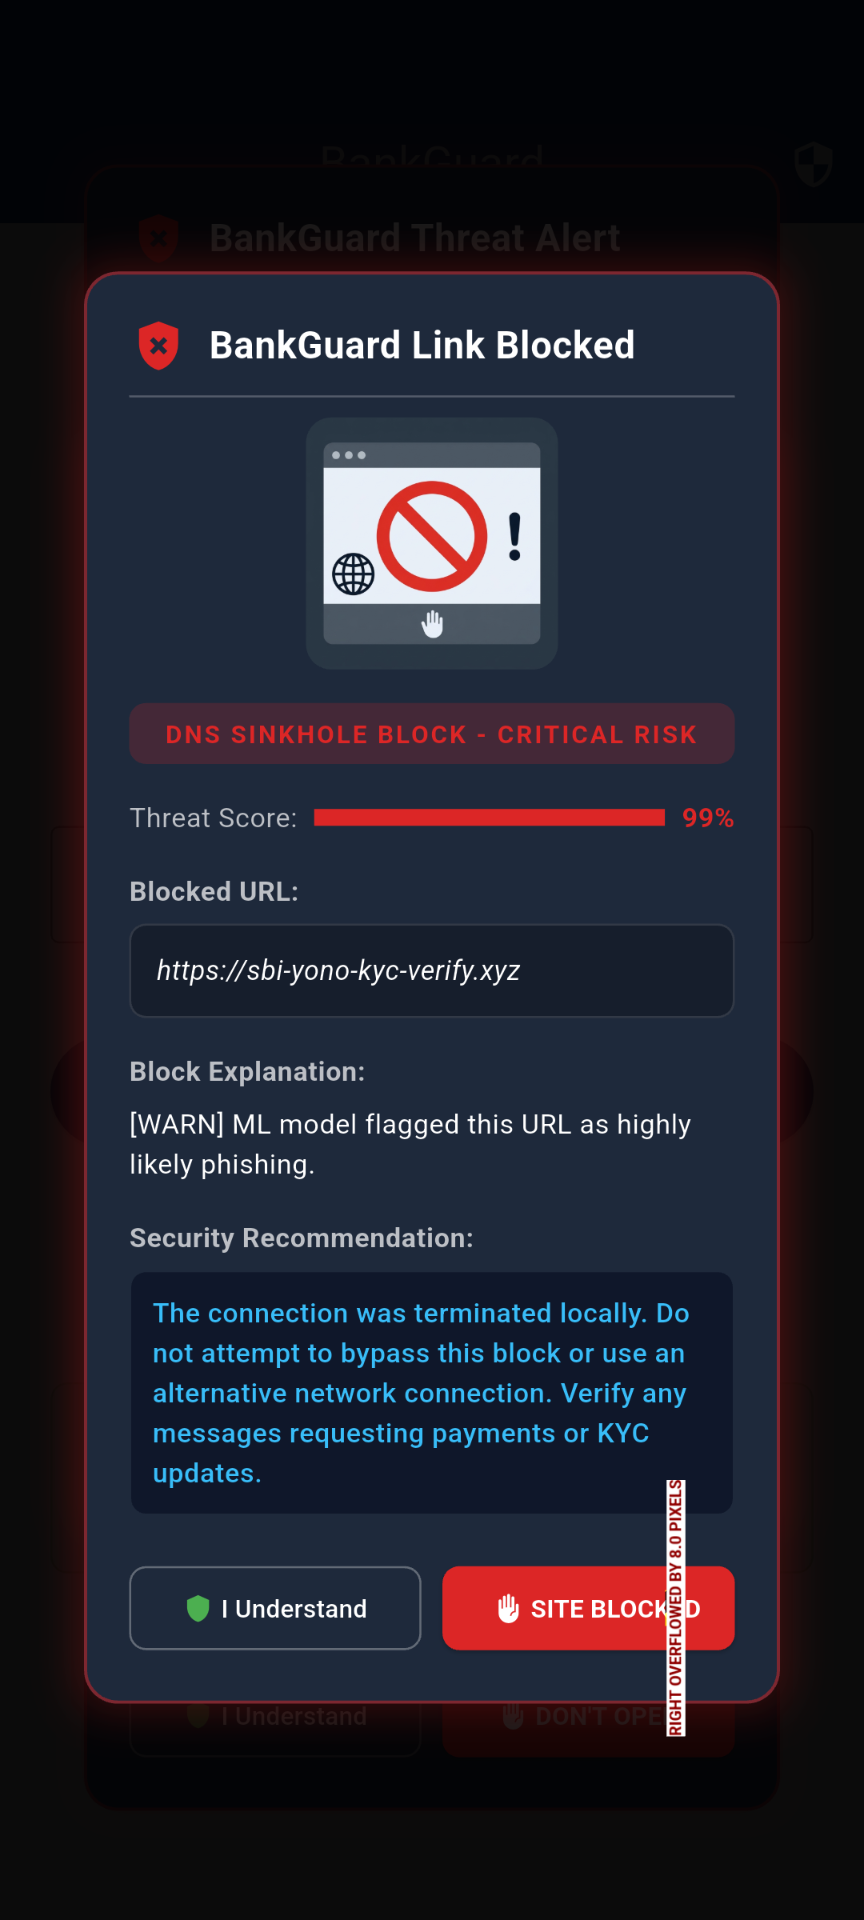 BankGuard
BankGuard Threat Alert
BankGuard Link Blocked
DNS SINKHOLE BLOCK - CRITICAL RISK
Threat Score: 99%
Blocked URL:
https://sbi-yono-kyc-verify.xyz
Block Explanation:
[WARN] ML model flagged this URL as highly
likely phishing.
Security Recommendation:
The connection was terminated locally. Do
not attempt to bypass this block or use an
alternative network connection. Verify any
messages requesting payments or KYC
updates.
RIGHT OVERFLOWED BY 8.0 PIXELS
I Understand
SITE BLOCKED
I Understand
DON'T OPE